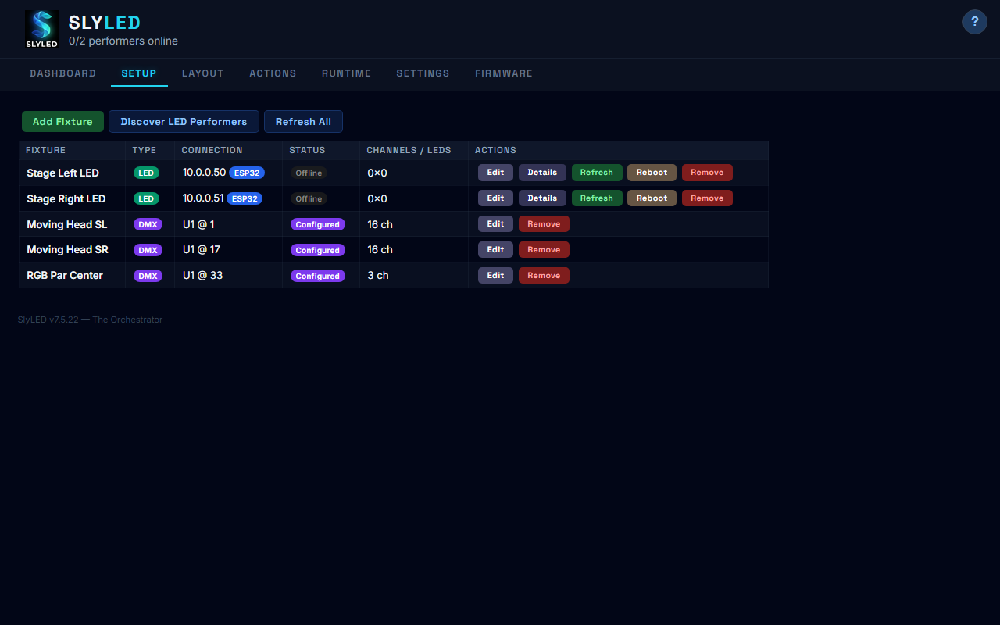 SLYLED
SLYLED
0/2 performers online
?
DASHBOARD SETUP LAYOUT ACTIONS RUNTIME SETTINGS FIRMWARE
Add Fixture Discover LED Performers Refresh All
FIXTURE TYPE CONNECTION STATUS CHANNELS / LEDS ACTIONS
Stage Left LED LED 10.0.0.50 ESP32 Offline 0×0 Edit Details Refresh Reboot Remove
Stage Right LED LED 10.0.0.51 ESP32 Offline 0×0 Edit Details Refresh Reboot Remove
Moving Head SL DMX U1 @ 1 Configured 16 ch Edit Remove
Moving Head SR DMX U1 @ 17 Configured 16 ch Edit Remove
RGB Par Center DMX U1 @ 33 Configured 3 ch Edit Remove
SlyLED v7.5.22 — The Orchestrator